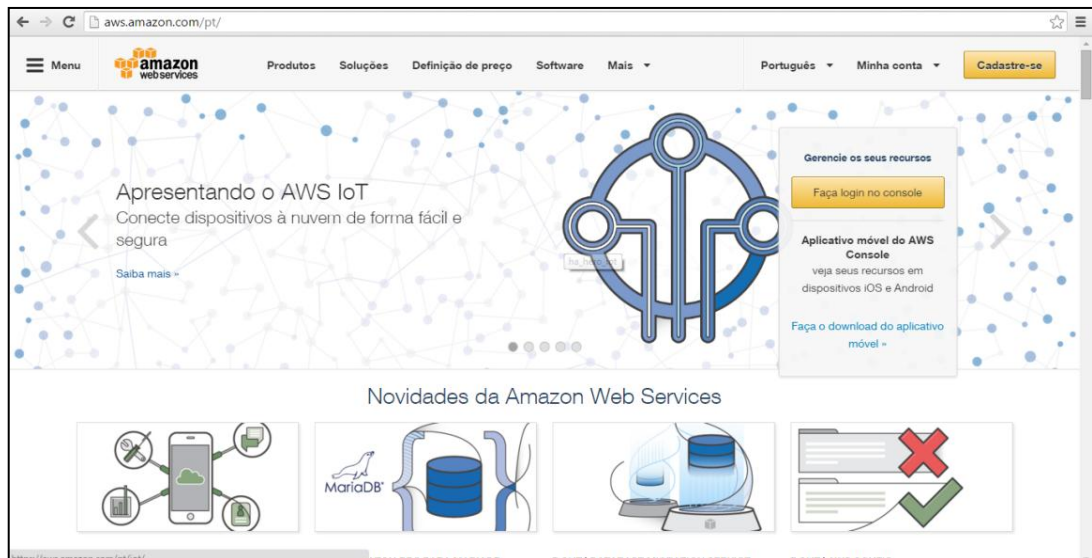 aws.amazon.com/pt/
Menu
amazon
webservices
Produtos
Soluções
Definição de preço
Software
Mais
Português
Minha conta
Cadastre-se
Apresentando o AWS IoT
Conecte dispositivos à nuvem de forma fácil e
segura
Saiba mais »
Gerencie os seus recursos
Faça login no console
Aplicativo móvel do AWS
Console
veja seus recursos em
dispositivos iOS e Android
Faça o download do aplicativo
móvel »
Novidades da Amazon Web Services
MariaDB